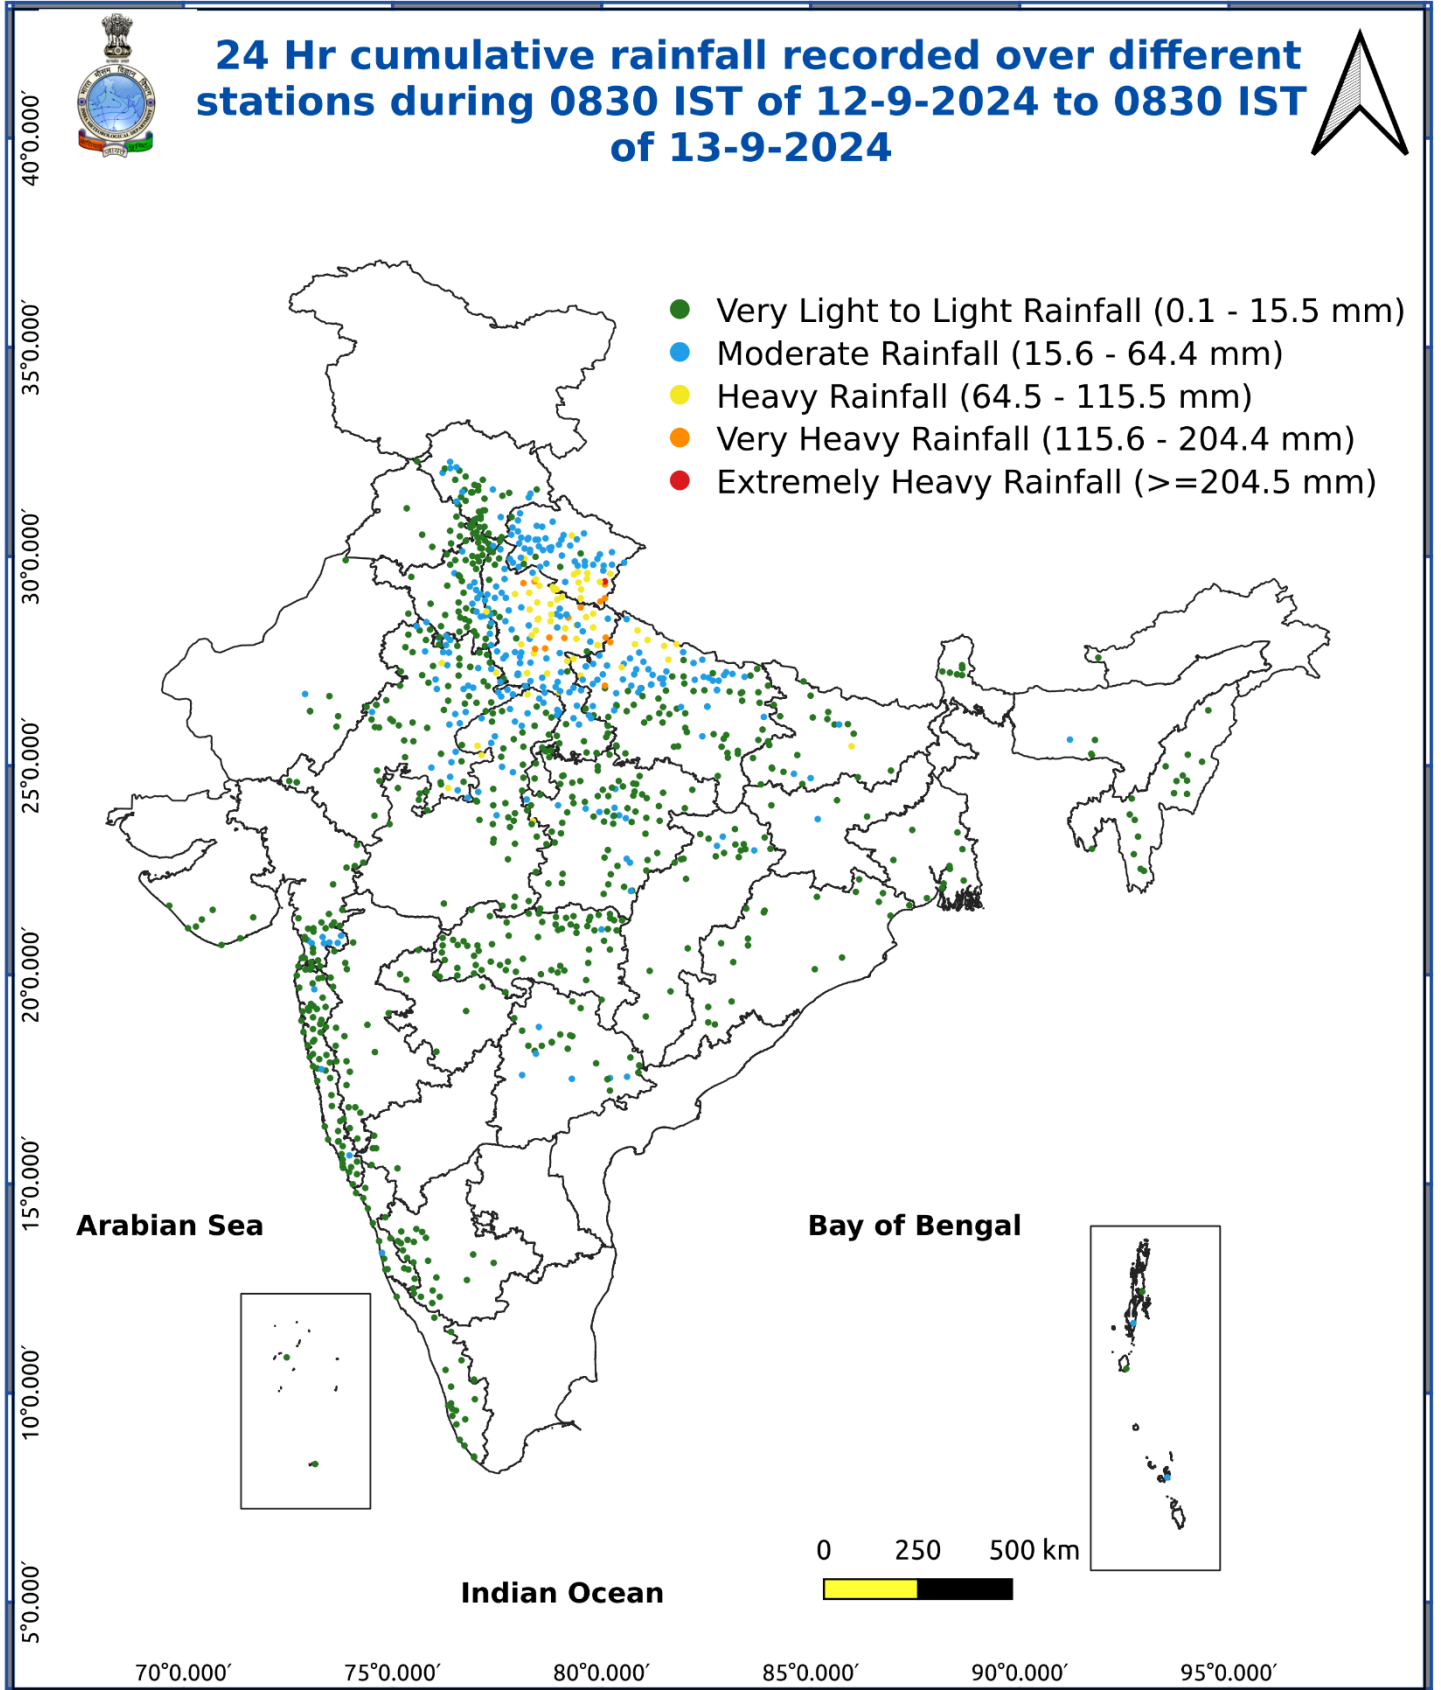 24 Hr cumulative rainfall recorded over different
stations during 0830 IST of 12-9-2024 to 0830 IST
of 13-9-2024
Very Light to Light Rainfall (0.1 - 15.5 mm)
Moderate Rainfall (15.6 - 64.4 mm)
Heavy Rainfall (64.5 - 115.5 mm)
Very Heavy Rainfall (115.6 - 204.4 mm)
Extremely Heavy Rainfall (>=204.5 mm)
40°0.000′
35°0.000′
30°0.000′
25°0.000′
20°0.000′
15°0.000′
10°0.000′
5°0.000′
Arabian Sea
Bay of Bengal
Indian Ocean
0 250 500 km
70°0.000′ 75°0.000′ 80°0.000′ 85°0.000′ 90°0.000′ 95°0.000′